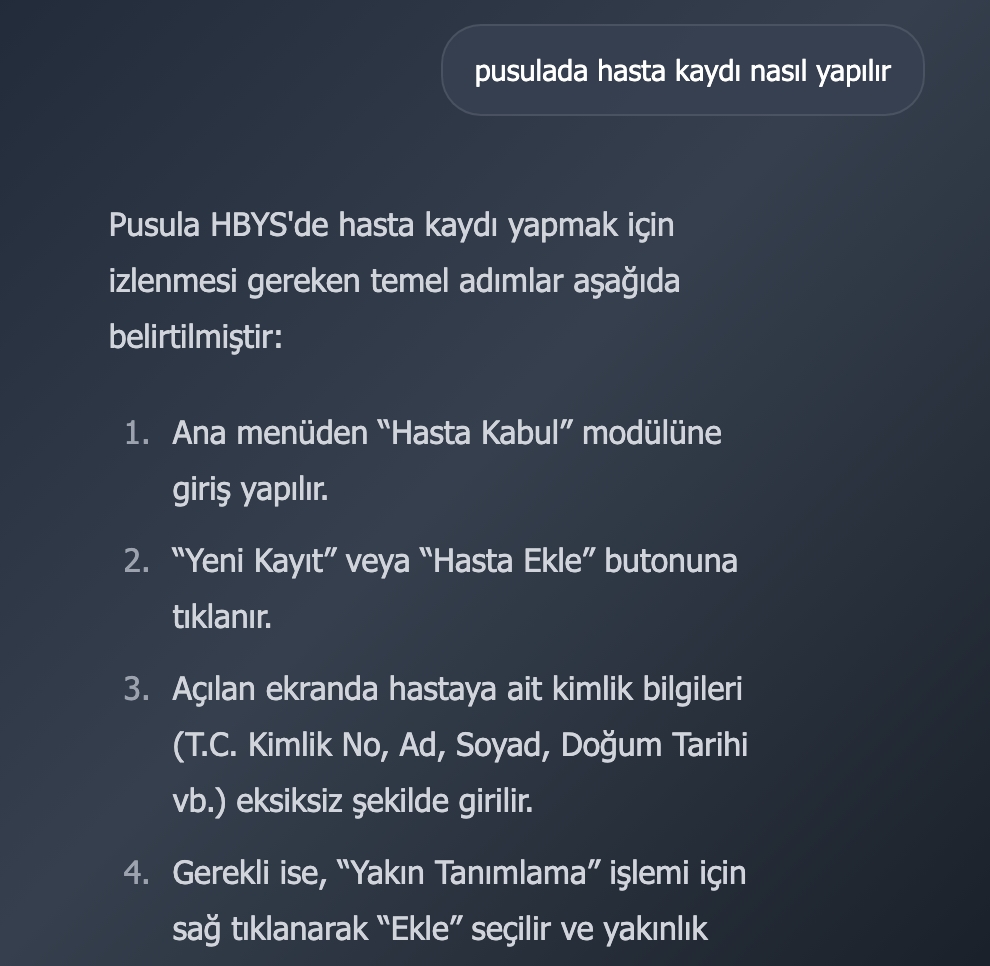 pusulada hasta kaydı nasıl yapılır
Pusula HBYS'de hasta kaydı yapmak için
izlenmesi gereken temel adımlar aşağıda
belirtilmiştir:
1. Ana menüden “Hasta Kabul” modülüne
giriş yapılır.
2. “Yeni Kayıt” veya “Hasta Ekle” butonuna
tıklanır.
3. Açılan ekranda hastaya ait kimlik bilgileri
(T.C. Kimlik No, Ad, Soyad, Doğum Tarihi
vb.) eksiksiz şekilde girilir.
4. Gerekli ise, “Yakın Tanımlama” işlemi için
sağ tıklanarak “Ekle” seçilir ve yakınlık